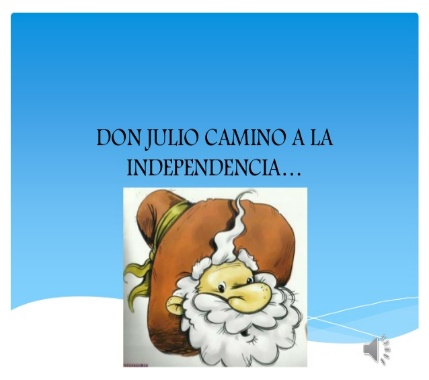 DON JULIO CAMINO A LA
INDEPENDENCIA…